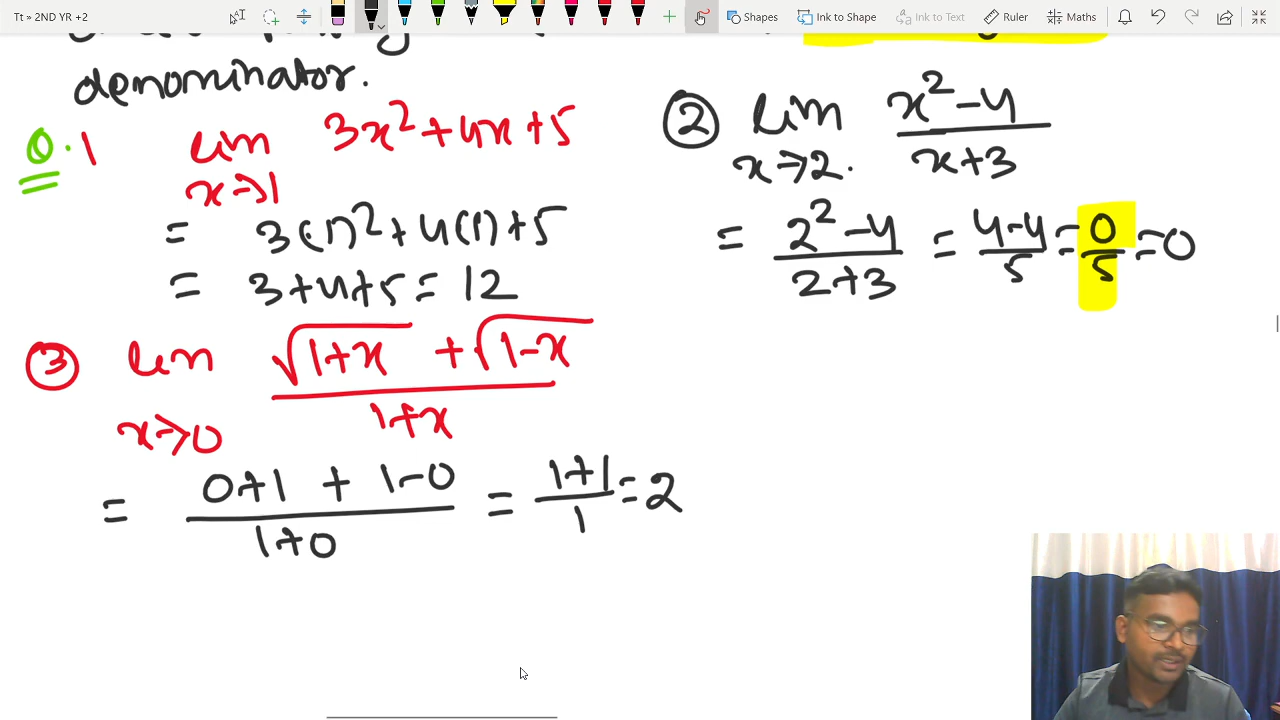 Tt > 2ND YR +2
Shapes
Ink to Shape
Ink to Text
Ruler
denominator.
Q.1 lim 3x²+4x+5
x→1
= 3(1)²+4(1)+5
= 3+4+5=12
② lim x²-4
x→2. x+3
= 2²-4 / 2+3 = 4-4 / 5 = 0 / 5 = 0
③ lim √1+x + √1-x
x→0 1+x
= 0+1 + 1-0 / 1+0 = 1+1 / 1 = 2